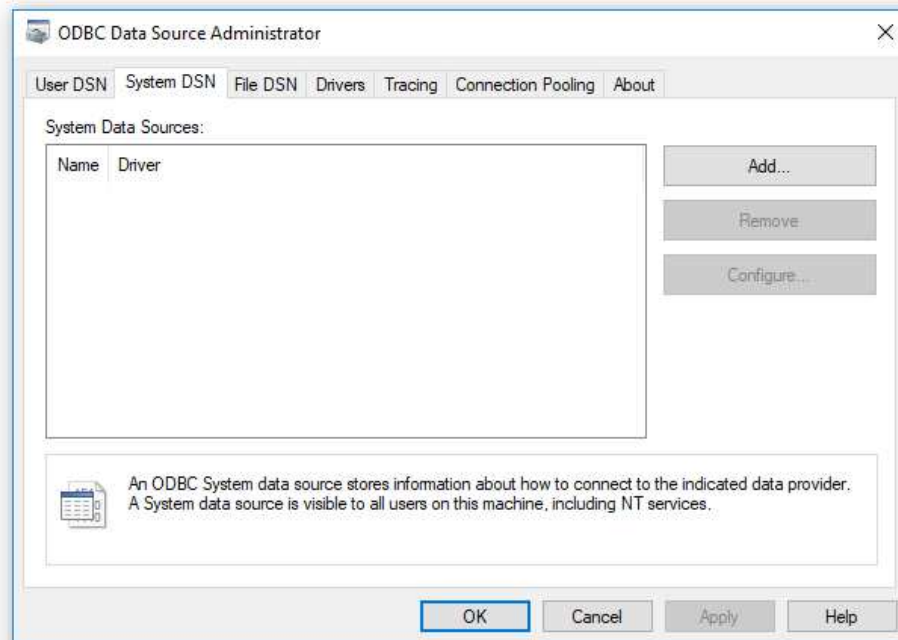 ODBC Data Source Administrator
User DSN System DSN File DSN Drivers Tracing Connection Pooling About
System Data Sources:
Name Driver
Add...
Remove
Configure...
An ODBC System data source stores information about how to connect to the indicated data provider.
A System data source is visible to all users on this machine, including NT services.
OK Cancel Apply Help